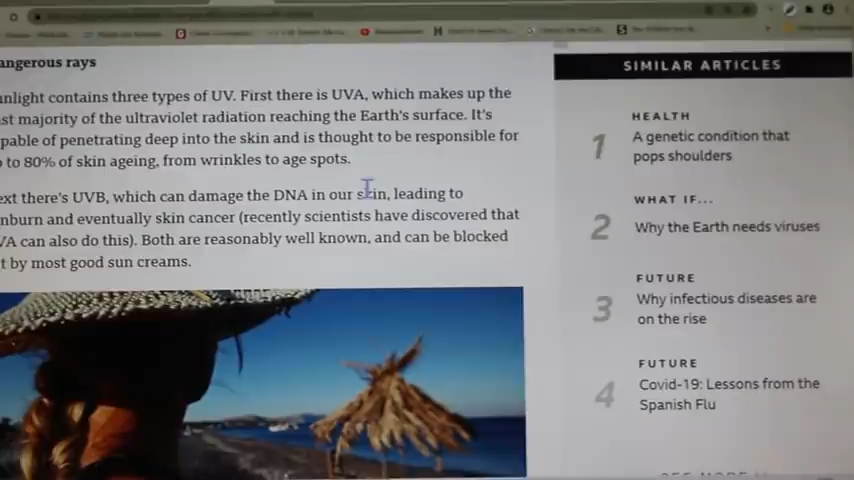 angerous rays
nlight contains three types of UV. First there is UVA, which makes up the
st majority of the ultraviolet radiation reaching the Earth's surface. It's
pable of penetrating deep into the skin and is thought to be responsible for
to 80% of skin ageing, from wrinkles to age spots.
ext there's UVB, which can damage the DNA in our skin, leading to
nburn and eventually skin cancer (recently scientists have discovered that
VA can also do this). Both are reasonably well known, and can be blocked
t by most good sun creams.
SIMILAR ARTICLES
HEALTH
1 A genetic condition that
pops shoulders
WHAT IF...
2 Why the Earth needs viruses
FUTURE
3 Why infectious diseases are
on the rise
FUTURE
4 Covid-19: Lessons from the
Spanish Flu